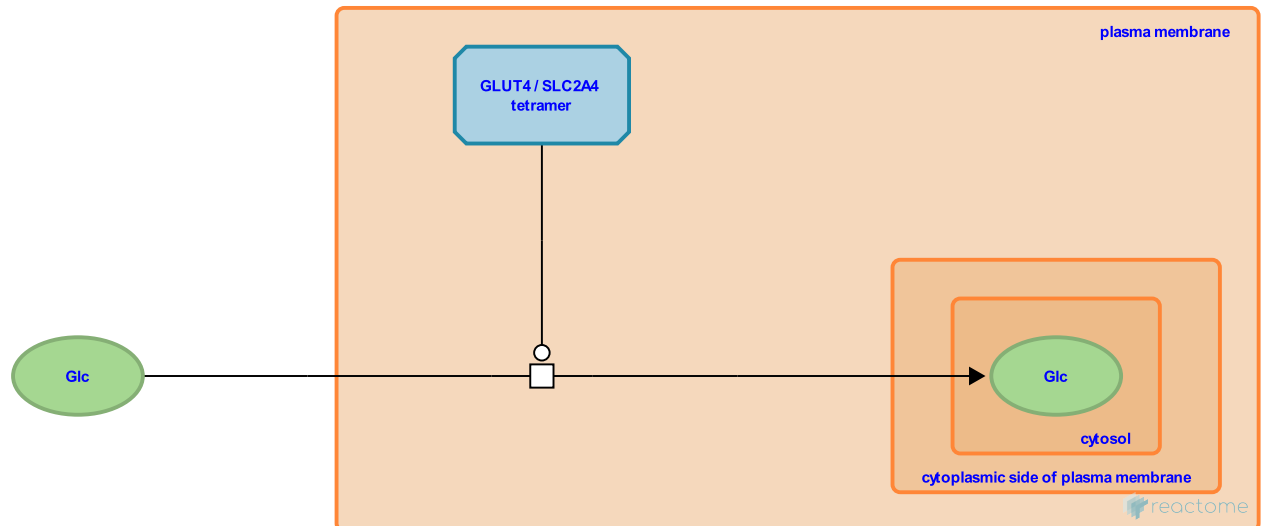 plasma membrane
GLUT4 / SLC2A4
tetramer
Glc
Glc
cytosol
cytoplasmic side of plasma membrane
reactome